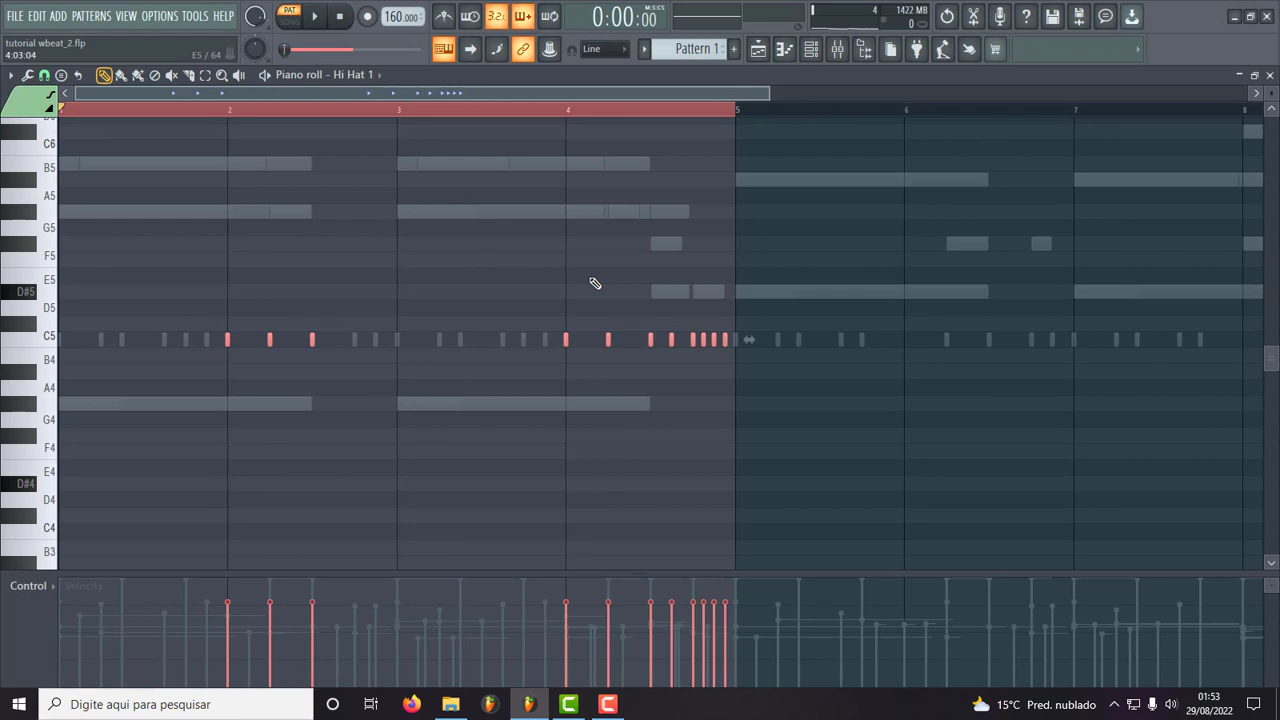 FILE EDIT ADD PATTERNS VIEW OPTIONS TOOLS HELP
PAT
SONG
160.000
3.2.
0:00:00
M:S:CS
4
1422 MB
0
tutorial wbeat_2.flp
4:03:04
E5 / 64
Line
Pattern 1
Piano roll - Hi Hat 1
2
3
4
5
6
7
8
C6
B5
A5
G5
F5
E5
D#5
D5
C5
B4
A4
G4
F4
E4
D#4
D4
C4
B3
Control
Velocity
Digite aqui para pesquisar
15°C Pred. nublado
01:53
29/08/2022